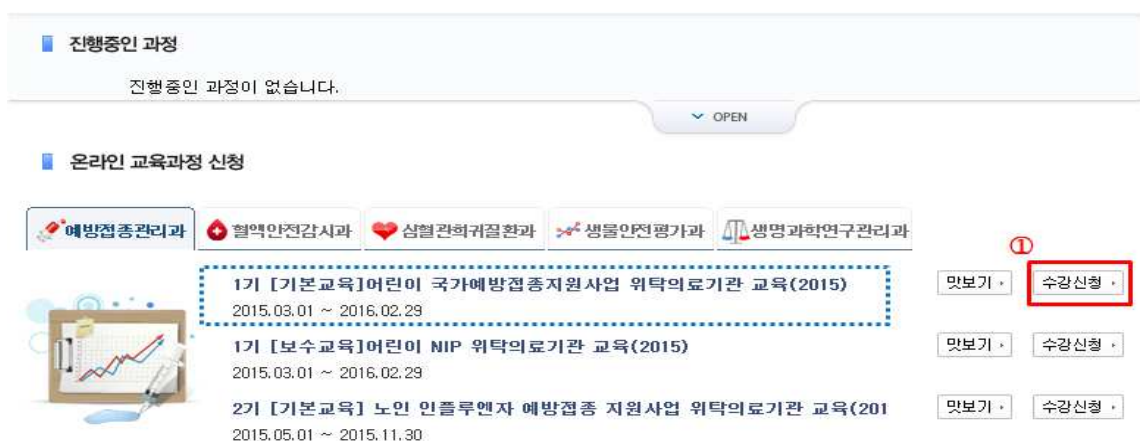 진행중인 과정
진행중인 과정이 없습니다.
OPEN
온라인 교육과정 신청
예방접종관리과 혈액안전감시과 심혈관희귀질환과 생물안전평가과 생명과학연구관리과
①
1기 [기본교육]어린이 국가예방접종지원사업 위탁의료기관 교육(2015) 맛보기 수강신청
2015.03.01 ~ 2016.02.29
1기 [보수교육]어린이 NIP 위탁의료기관 교육(2015) 맛보기 수강신청
2015.03.01 ~ 2016.02.29
2기 [기본교육] 노인 인플루엔자 예방접종 지원사업 위탁의료기관 교육(201 맛보기 수강신청
2015.05.01 ~ 2015.11.30